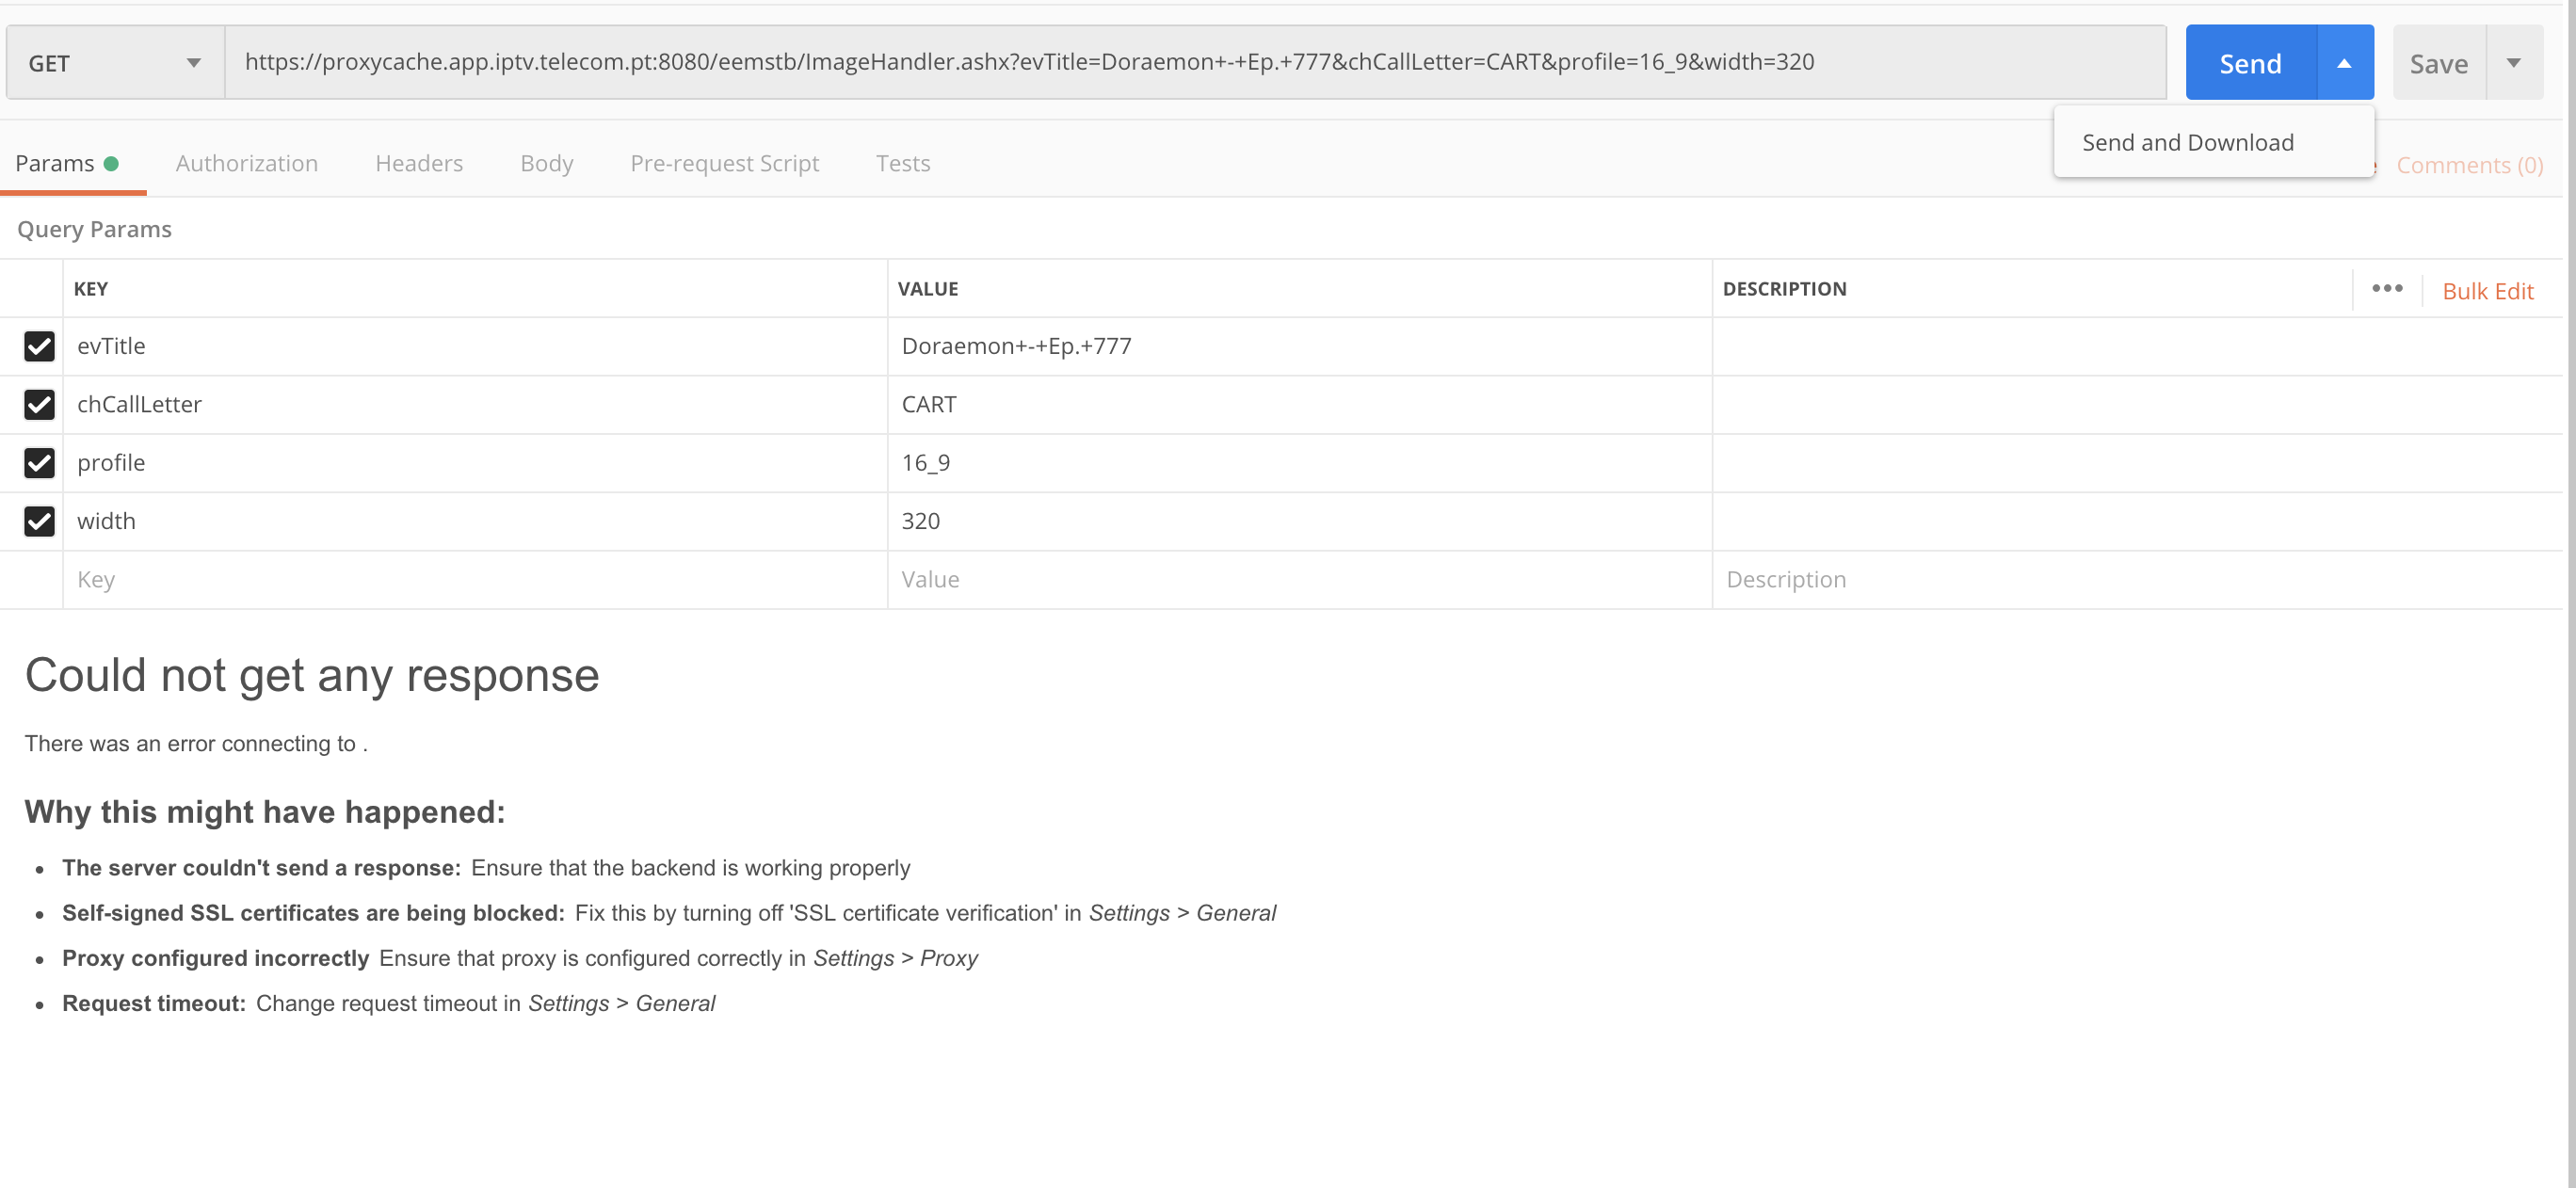 GET
https://proxycache.app.iptv.telecom.pt:8080/eemstb/ImageHandler.ashx?evTitle=Doraemon+-+Ep.+777&chCallLetter=CART&profile=16_9&width=320
Send
Save
Send and Download
Params
Authorization
Headers
Body
Pre-request Script
Tests
Comments (0)
Query Params
KEY VALUE DESCRIPTION
••• Bulk Edit
evTitle Doraemon+-+Ep.+777
chCallLetter CART
profile 16_9
width 320
Key Value Description
Could not get any response
There was an error connecting to .
Why this might have happened:
• The server couldn't send a response: Ensure that the backend is working properly
• Self-signed SSL certificates are being blocked: Fix this by turning off 'SSL certificate verification' in Settings > General
• Proxy configured incorrectly Ensure that proxy is configured correctly in Settings > Proxy
• Request timeout: Change request timeout in Settings > General